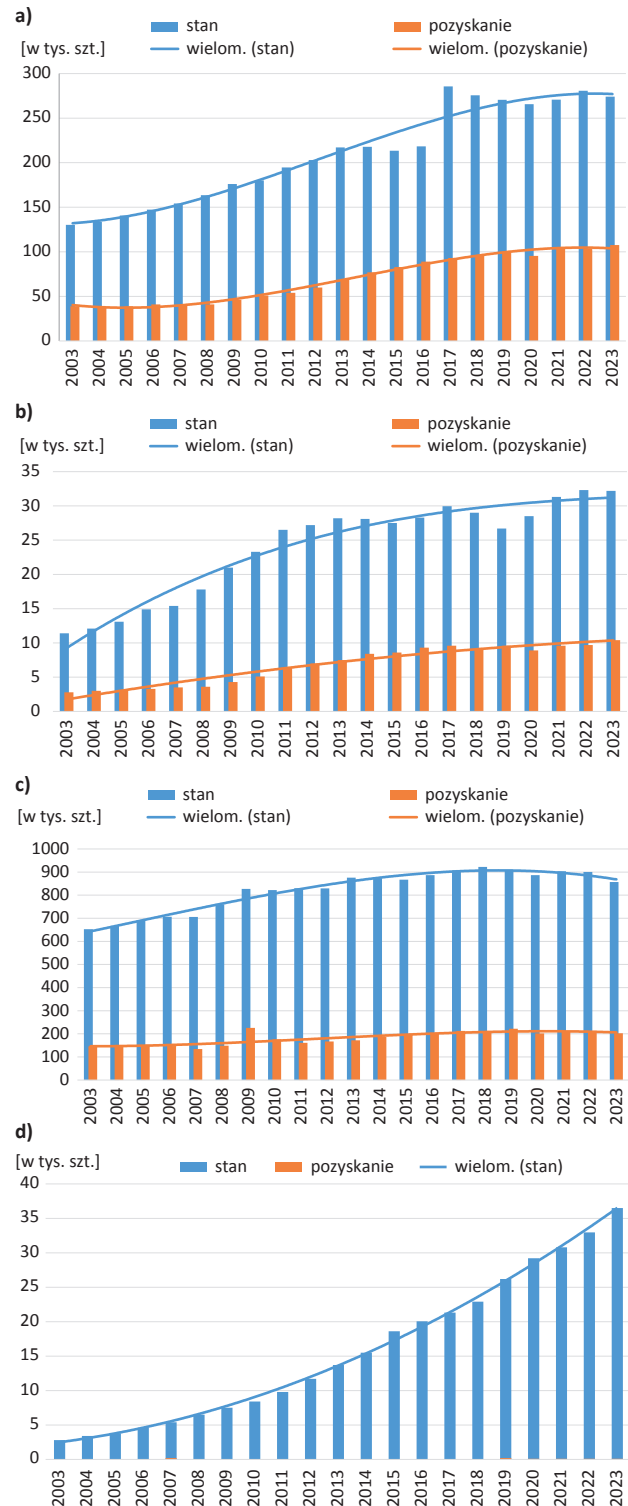 a)
stan pozyskanie
[w tys. szt.] wielom. (stan) wielom. (pozyskanie)
300
250
200
150
100
50
0
2003 2004 2005 2006 2007 2008 2009 2010 2011 2012 2013 2014 2015 2016 2017 2018 2019 2020 2021 2022 2023
b)
stan pozyskanie
[w tys. szt.] wielom. (stan) wielom. (pozyskanie)
35
30
25
20
15
10
5
0
2003 2004 2005 2006 2007 2008 2009 2010 2011 2012 2013 2014 2015 2016 2017 2018 2019 2020 2021 2022 2023
c)
stan pozyskanie
[w tys. szt.] wielom. (stan) wielom. (pozyskanie)
1000
900
800
700
600
500
400
300
200
100
0
2003 2004 2005 2006 2007 2008 2009 2010 2011 2012 2013 2014 2015 2016 2017 2018 2019 2020 2021 2022 2023
d)
[w tys. szt.] stan pozyskanie wielom. (stan)
40
35
30
25
20
15
10
5
0
2003 2004 2005 2006 2007 2008 2009 2010 2011 2012 2013 2014 2015 2016 2017 2018 2019 2020 2021 2022 2023